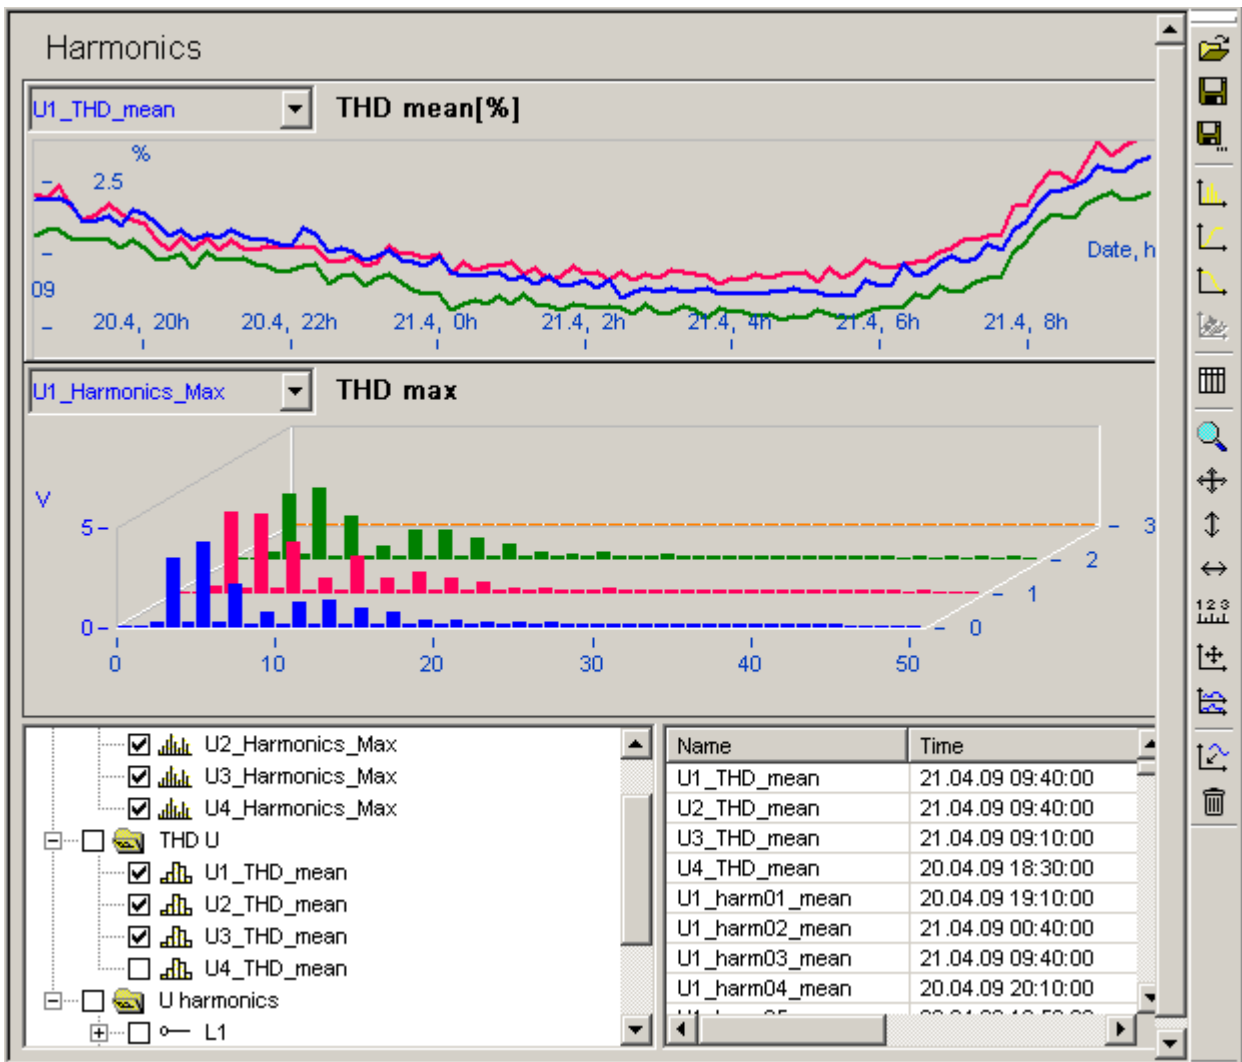 Harmonics
U1_THD_mean THD mean[%]
%
2.5
Date, h
09
20.4, 20h 20.4, 22h 21.4, 0h 21.4, 2h 21.4, 4h 21.4, 6h 21.4, 8h
U1_Harmonics_Max THD max
V
5
3
2
1
0 0
0 10 20 30 40 50
1 2 3
U2_Harmonics_Max
U3_Harmonics_Max
U4_Harmonics_Max
THD U
U1_THD_mean
U2_THD_mean
U3_THD_mean
U4_THD_mean
U harmonics
L1
Name Time
U1_THD_mean 21.04.09 09:40:00
U2_THD_mean 21.04.09 09:40:00
U3_THD_mean 21.04.09 09:10:00
U4_THD_mean 20.04.09 18:30:00
U1_harm01_mean 20.04.09 19:10:00
U1_harm02_mean 21.04.09 00:40:00
U1_harm03_mean 21.04.09 09:40:00
U1_harm04_mean 20.04.09 20:10:00